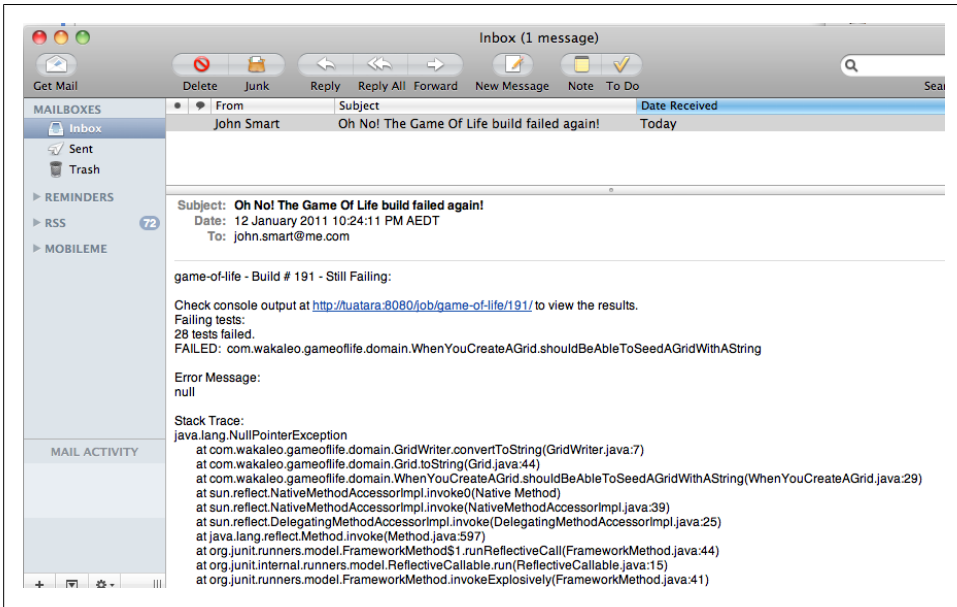 Inbox (1 message)
Get Mail Delete Junk Reply Reply All Forward New Message Note To Do
MAILBOXES
Inbox
Sent
Trash
REMINDERS
RSS 72
MOBILEME
MAIL ACTIVITY
From Subject Date Received
John Smart Oh No! The Game Of Life build failed again! Today
Subject: Oh No! The Game Of Life build failed again!
Date: 12 January 2011 10:24:11 PM AEDT
To: john.smart@me.com
game-of-life - Build # 191 - Still Failing:
Check console output at http://tuatara:8080/job/game-of-life/191/ to view the results.
Failing tests:
28 tests failed.
FAILED: com.wakaleo.gameoflife.domain.WhenYouCreateAGrid.shouldBeAbleToSeedAGridWithAString
Error Message:
null
Stack Trace:
java.lang.NullPointerException
at com.wakaleo.gameoflife.domain.GridWriter.convertToString(GridWriter.java:7)
at com.wakaleo.gameoflife.domain.Grid.toString(Grid.java:44)
at com.wakaleo.gameoflife.domain.WhenYouCreateAGrid.shouldBeAbleToSeedAGridWithAString(WhenYouCreateAGrid.java:29)
at sun.reflect.NativeMethodAccessorImpl.invoke0(Native Method)
at sun.reflect.NativeMethodAccessorImpl.invoke(NativeMethodAccessorImpl.java:39)
at sun.reflect.DelegatingMethodAccessorImpl.invoke(DelegatingMethodAccessorImpl.java:25)
at java.lang.reflect.Method.invoke(Method.java:597)
at org.junit.runners.model.FrameworkMethod$1.runReflectiveCall(FrameworkMethod.java:44)
at org.junit.internal.runners.model.ReflectiveCallable.run(ReflectiveCallable.java:15)
at org.junit.runners.model.FrameworkMethod.invokeExplosively(FrameworkMethod.java:41)